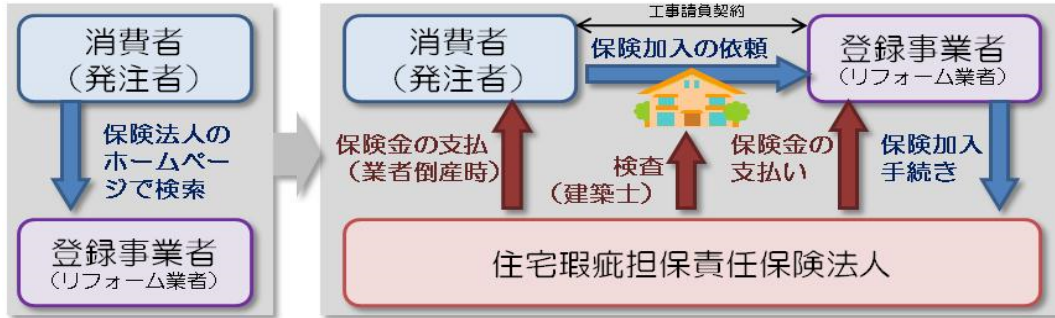 消費者
(発注者)
保険法人の
ホームペー
ジで検索
登録事業者
(リフォーム業者)
消費者
(発注者)
工事請負契約
保険加入の依頼
登録事業者
(リフォーム業者)
保険金の支払
(業者倒産時)
検査
(建築士)
保険金の
支払い
保険加入
手続き
住宅瑕疵担保責任保険法人